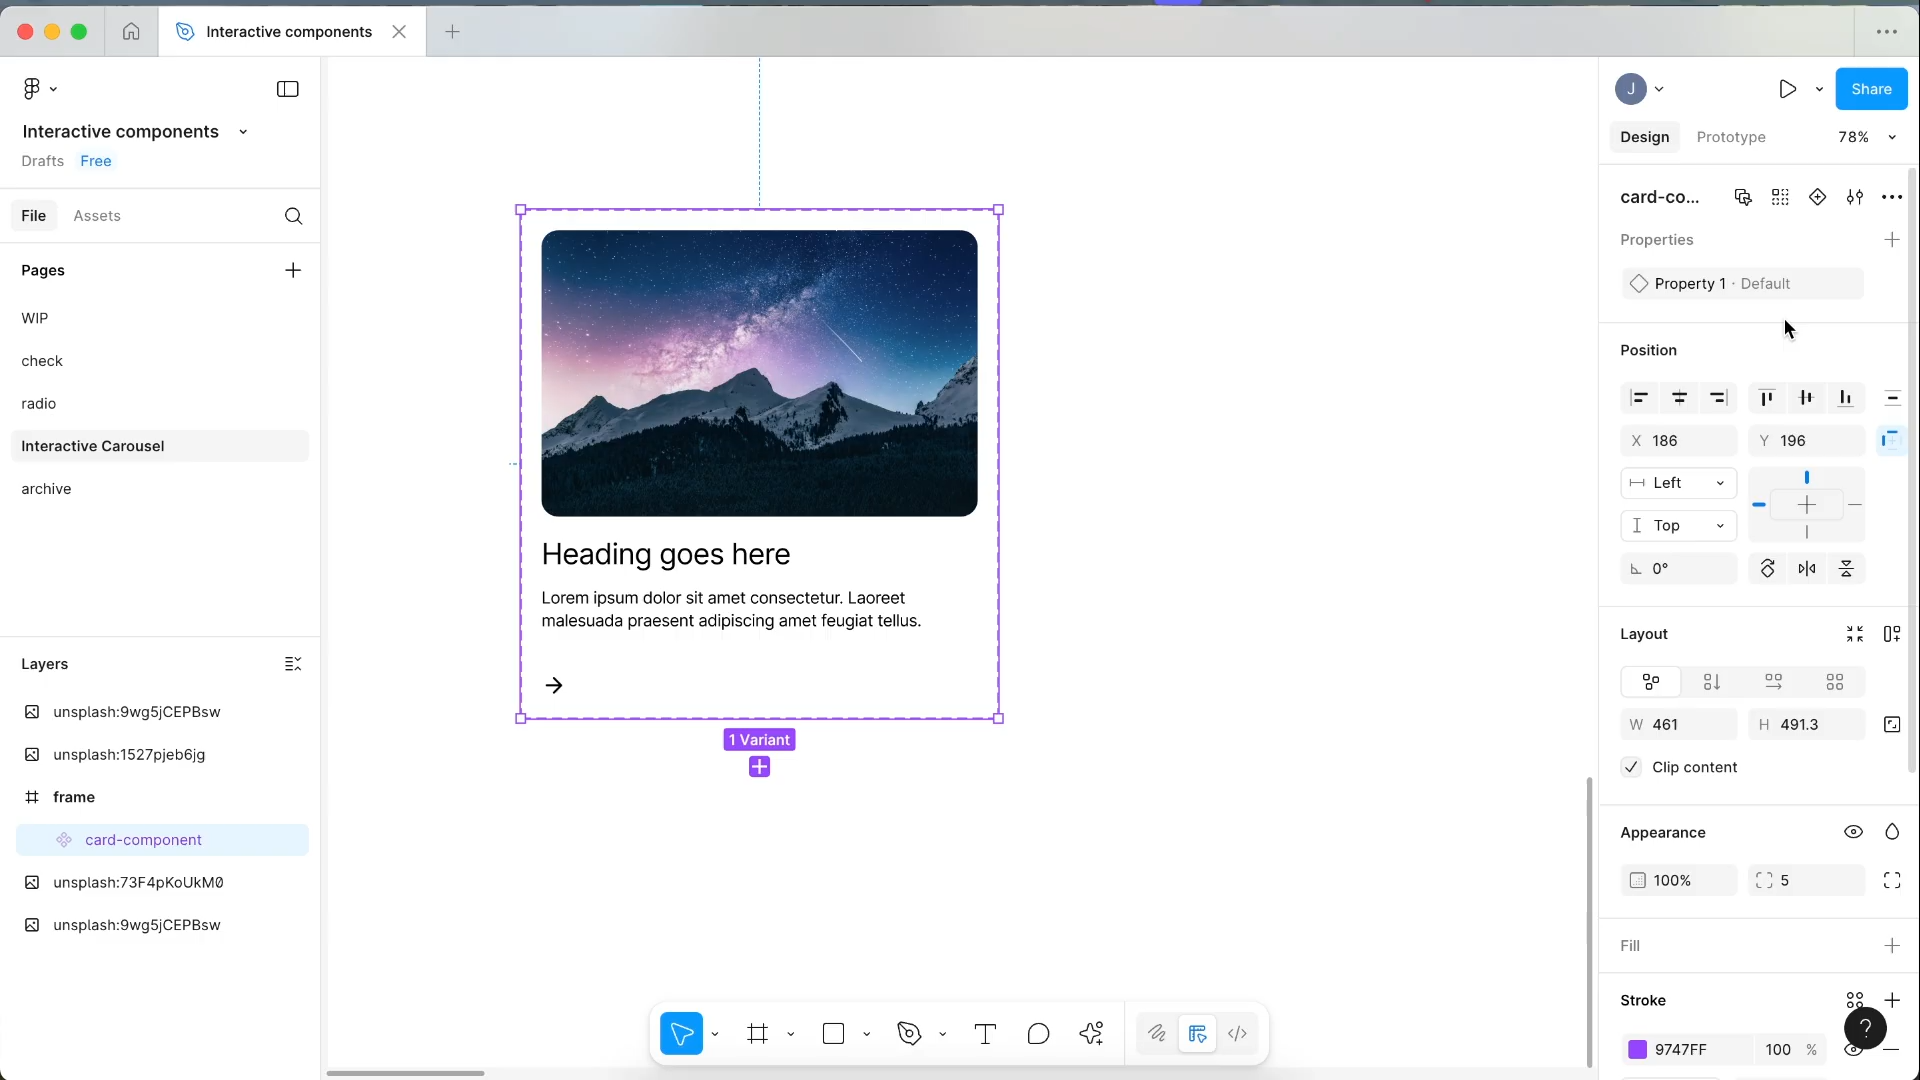 Interactive components
J
Share
Interactive components
Drafts Free
Design Prototype 78%
File Assets
card-co...
Properties
Property 1 · Default
Pages
WIP
check
radio
Interactive Carousel
archive
Position
X 186 Y 196
Left
Top
0°
Heading goes here
Lorem ipsum dolor sit amet consectetur. Laoreet
malesuada praesent adipiscing amet feugiat tellus.
1 Variant
Layout
W 461 H 491.3
Clip content
Layers
unsplash:9wg5jCEPBsw
unsplash:1527pjeb6jg
frame
card-component
unsplash:73F4pKoUkM0
unsplash:9wg5jCEPBsw
Appearance
100% 5
Fill
Stroke
?
9747FF 100 %